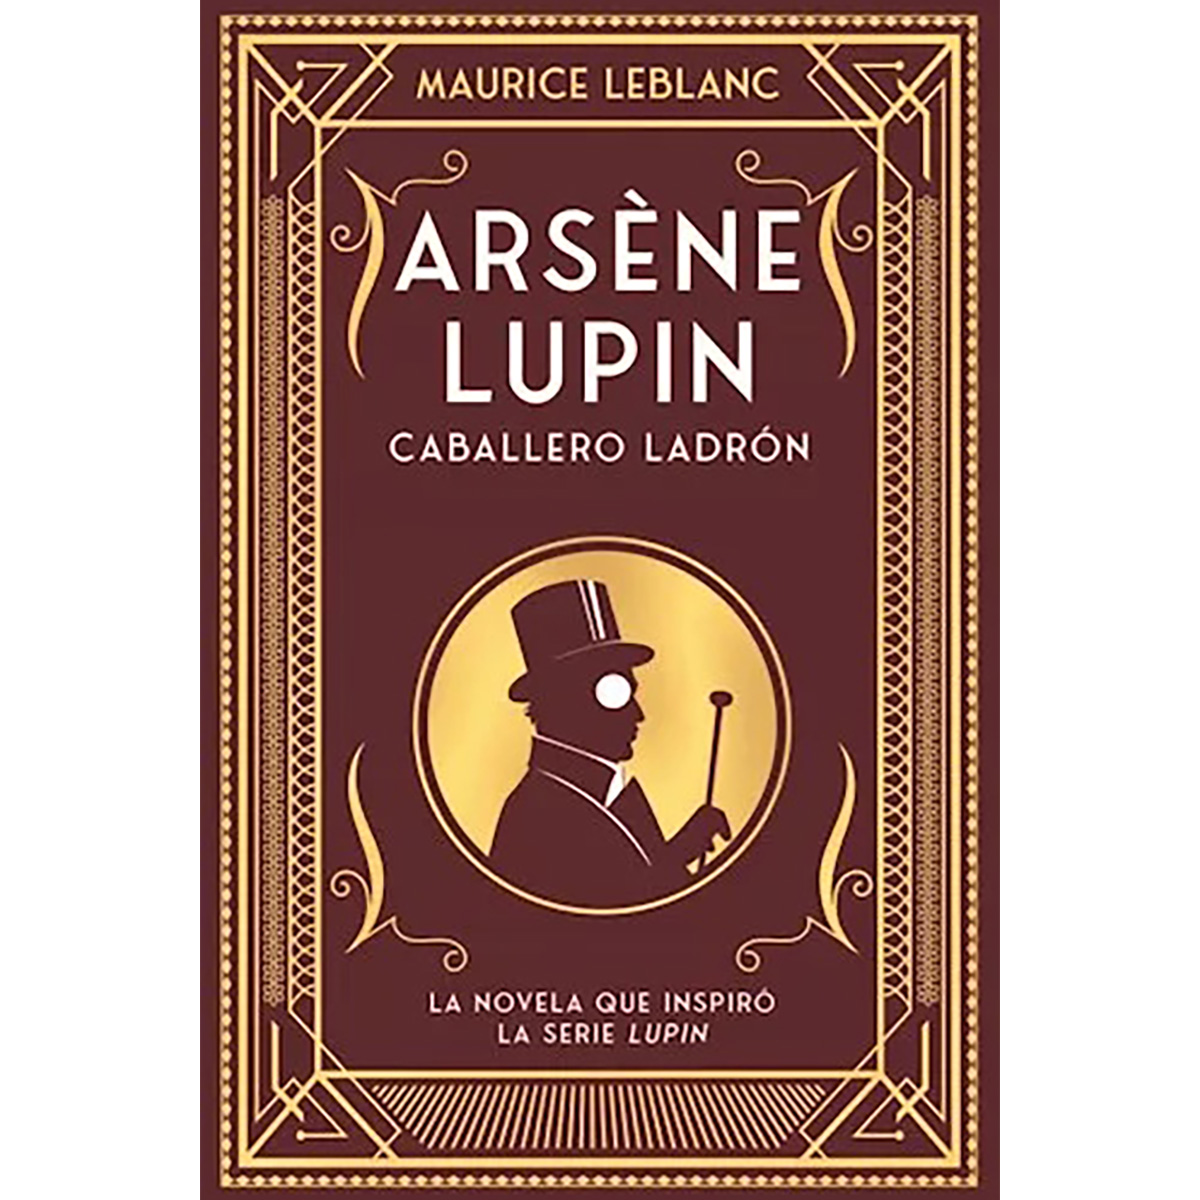 MAURICE LEBLANC
ARSÈNE
LUPIN
CABALLERO LADRÓN
LA NOVELA QUE INSPIRÓ
LA SERIE LUPIN